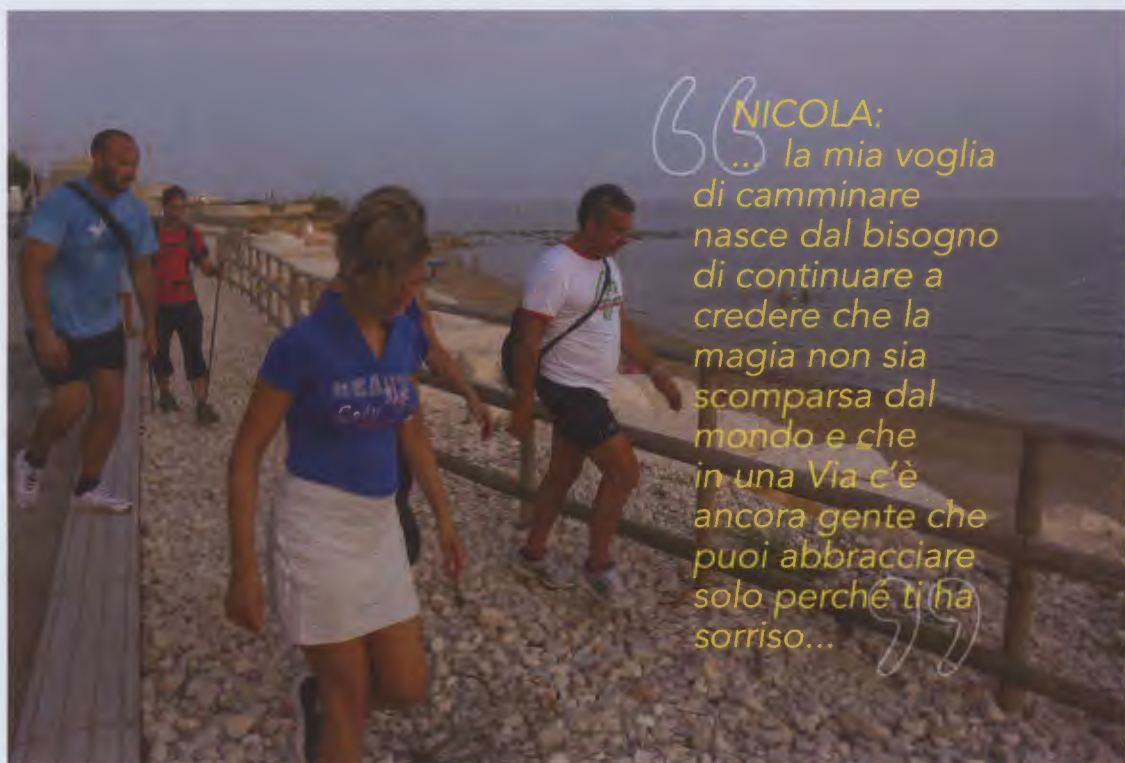 NICOLA:
... la mia voglia
di camminare
nasce dal bisogno
di continuare a
credere che la
magia non sia
scomparsa dal
mondo e che
in una Via c'è
ancora gente che
puoi abbracciare
solo perché ti ha
sorriso...